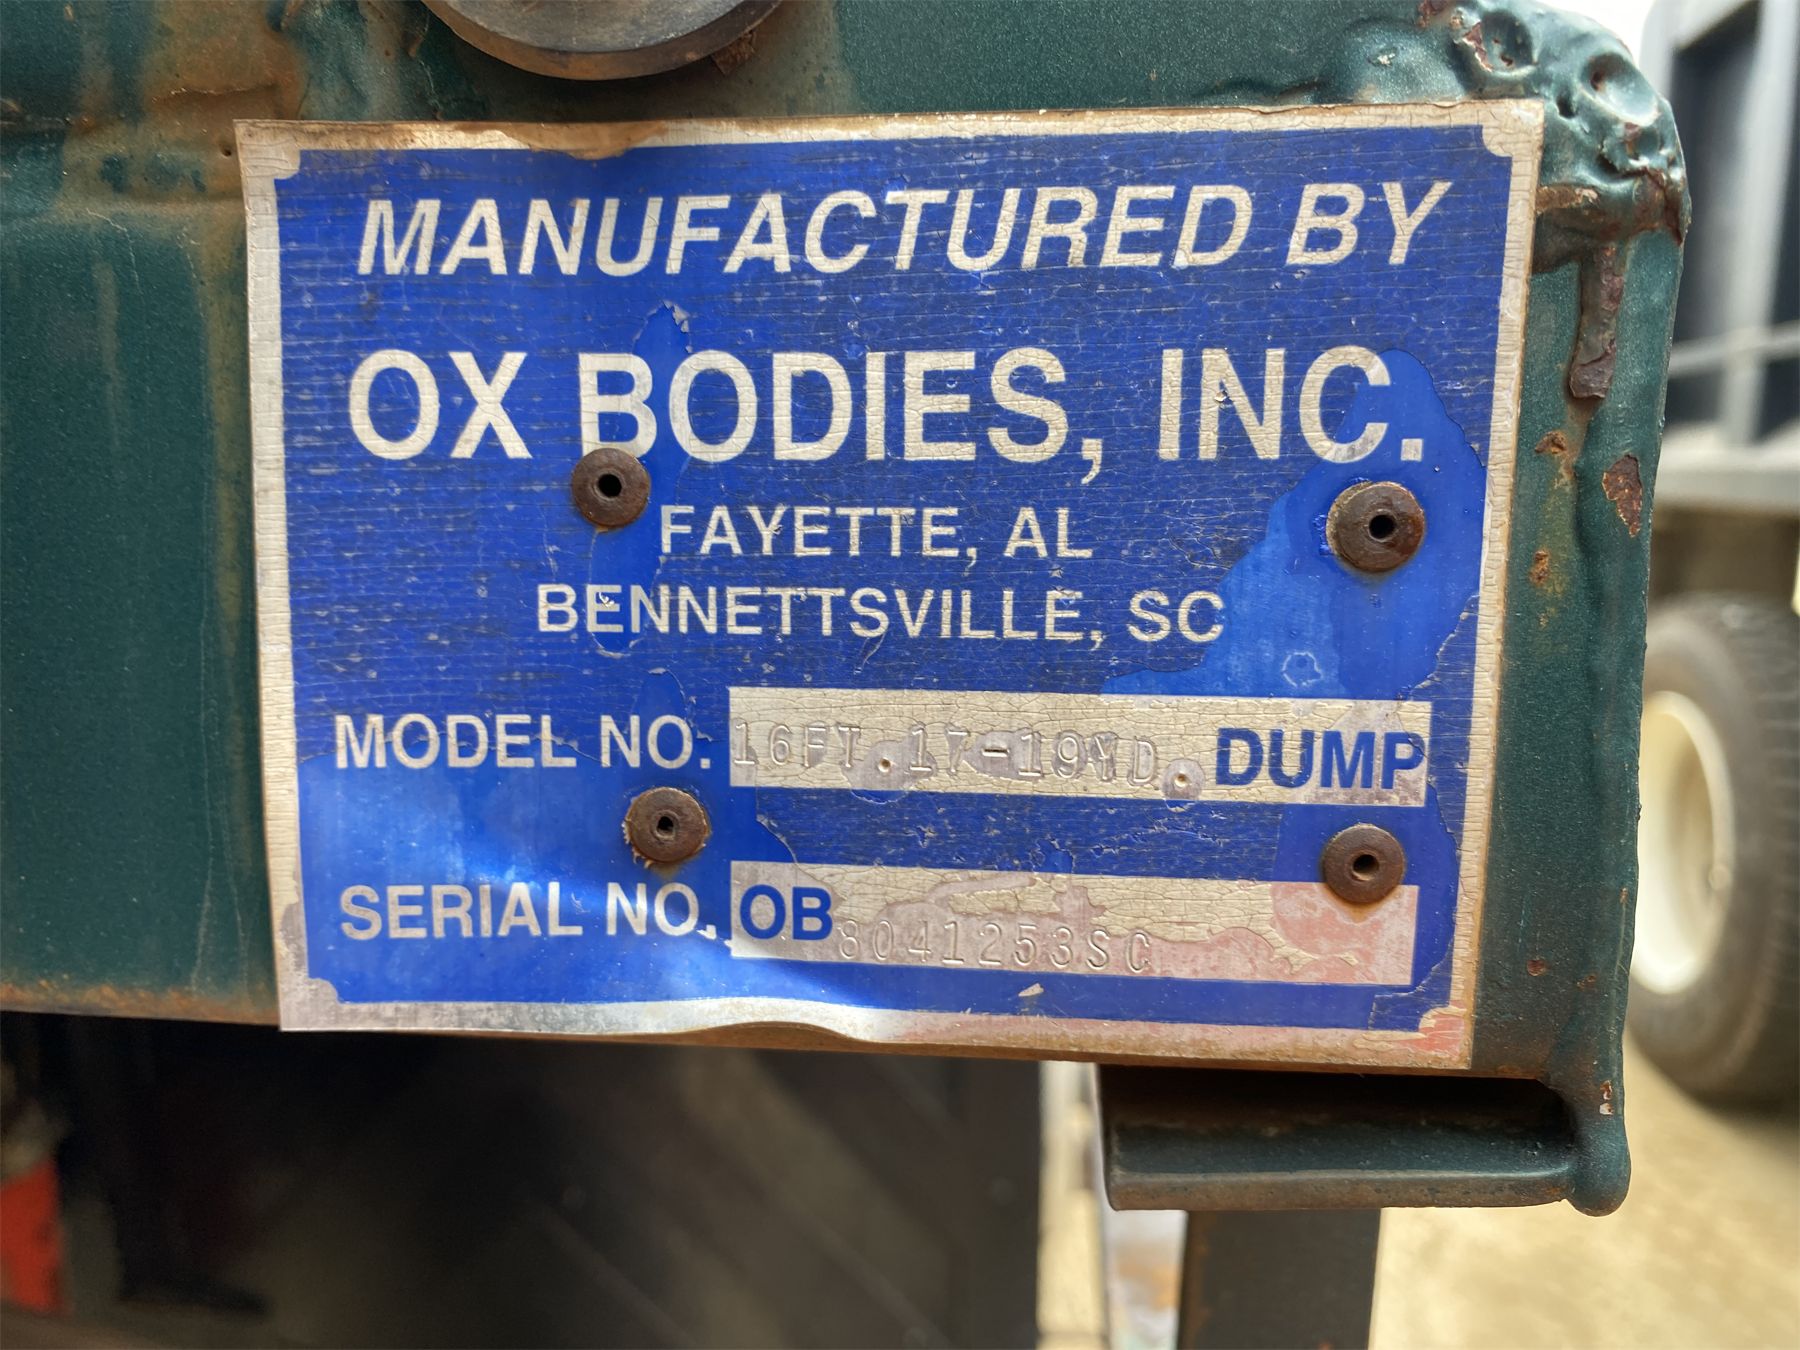 MANUFACTURED BY
OX BODIES, INC.
FAYETTE, AL
BENNETTSVILLE, SC
MODEL NO. 16FT.17-19YD. DUMP
SERIAL NO. OB 8041253SC